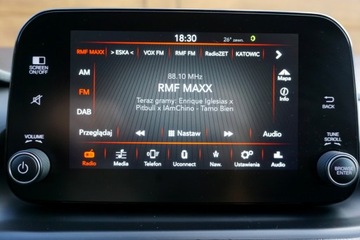 18:30
26°
RMF MAXX
> ESKA <
VOX FM
RMF FM
RadioZET
KATOWIC
SCREEN
ON/OFF
AM
FM
DAB
88.10 MHz
RMF MAXX
Teraz gramy: Enrique Iglesias x
Pitbull x IAmChino - Tamo Bien
Mapa
Info
BACK
Przeglądaj
Nastaw
Audio
VOLUME
TUNE
SCROLL
BROWSE
ENTER
Radio
Media
Telefon
Uconnect
Naw.
Ustawienia
Audio